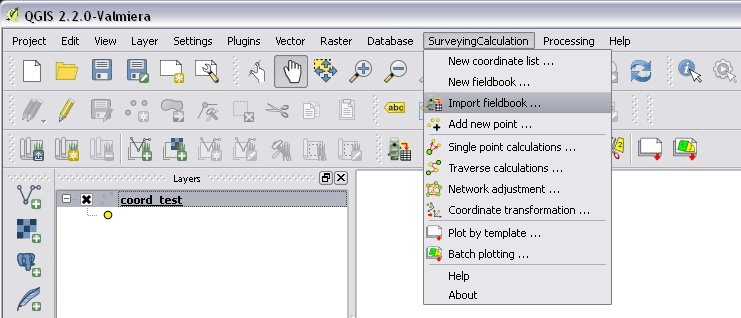 QGIS 2.2.0-Valmiera
Project Edit View Layer Settings Plugins Vector Raster Database SurveyingCalculation Processing Help
New coordinate list ...
New fieldbook ...
Import fieldbook ...
Add new point ...
Single point calculations ...
Traverse calculations ...
Network adjustment ...
Coordinate transformation ...
Plot by template ...
Batch plotting ...
Help
About
abc
Layers
coord_test